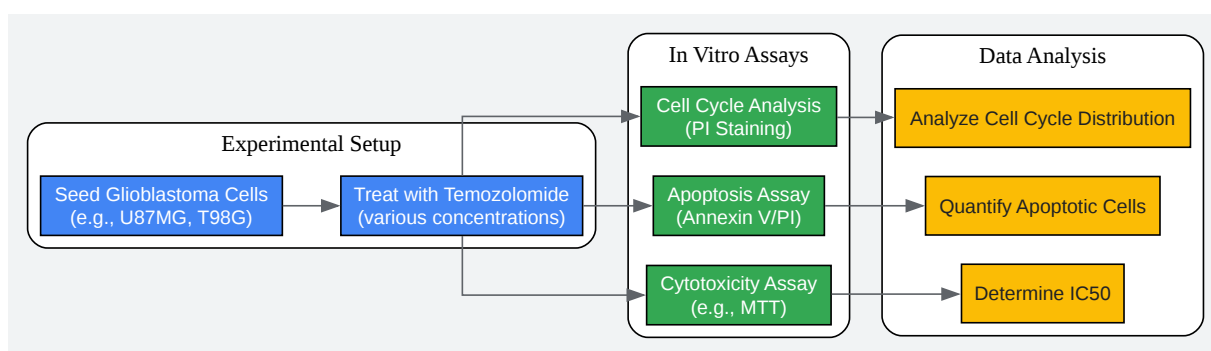 Experimental Setup
Seed Glioblastoma Cells
(e.g., U87MG, T98G)
Treat with Temozolomide
(various concentrations)
In Vitro Assays
Cell Cycle Analysis
(PI Staining)
Apoptosis Assay
(Annexin V/PI)
Cytotoxicity Assay
(e.g., MTT)
Data Analysis
Analyze Cell Cycle Distribution
Quantify Apoptotic Cells
Determine IC50